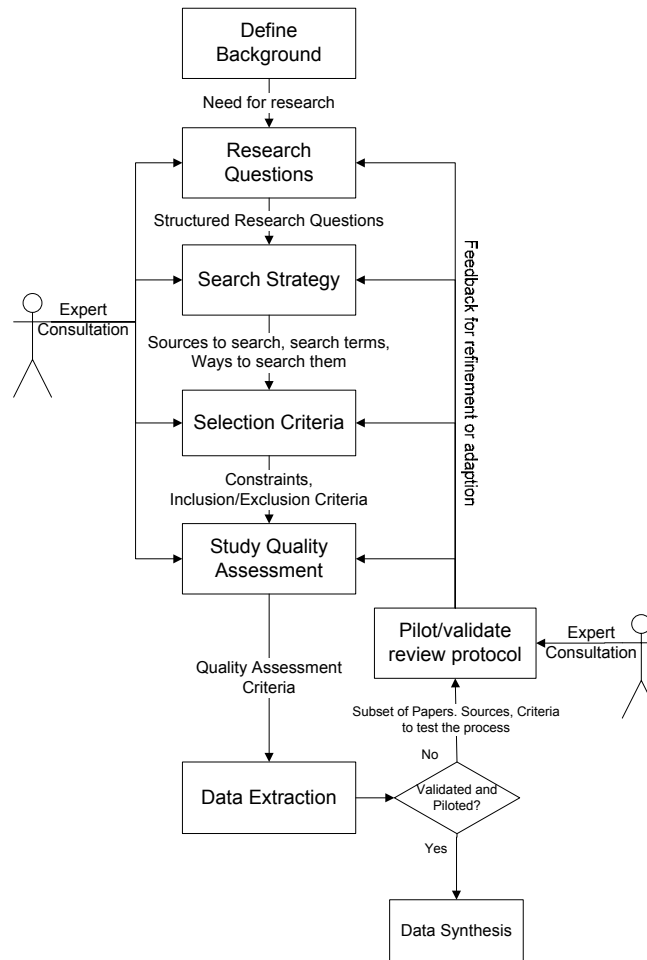 Define
Background
Need for research
Research
Questions
Structured Research Questions
Search Strategy
Expert
Consultation
Sources to search, search terms,
Ways to search them
Feedback for refinement or adaption
Selection Criteria
Constraints,
Inclusion/Exclusion Criteria
Study Quality
Assessment
Pilot/validate
review protocol
Expert
Consultation
Quality Assessment
Criteria
Subset of Papers. Sources, Criteria
to test the process
No
Data Extraction
Validated and
Piloted?
Yes
Data Synthesis